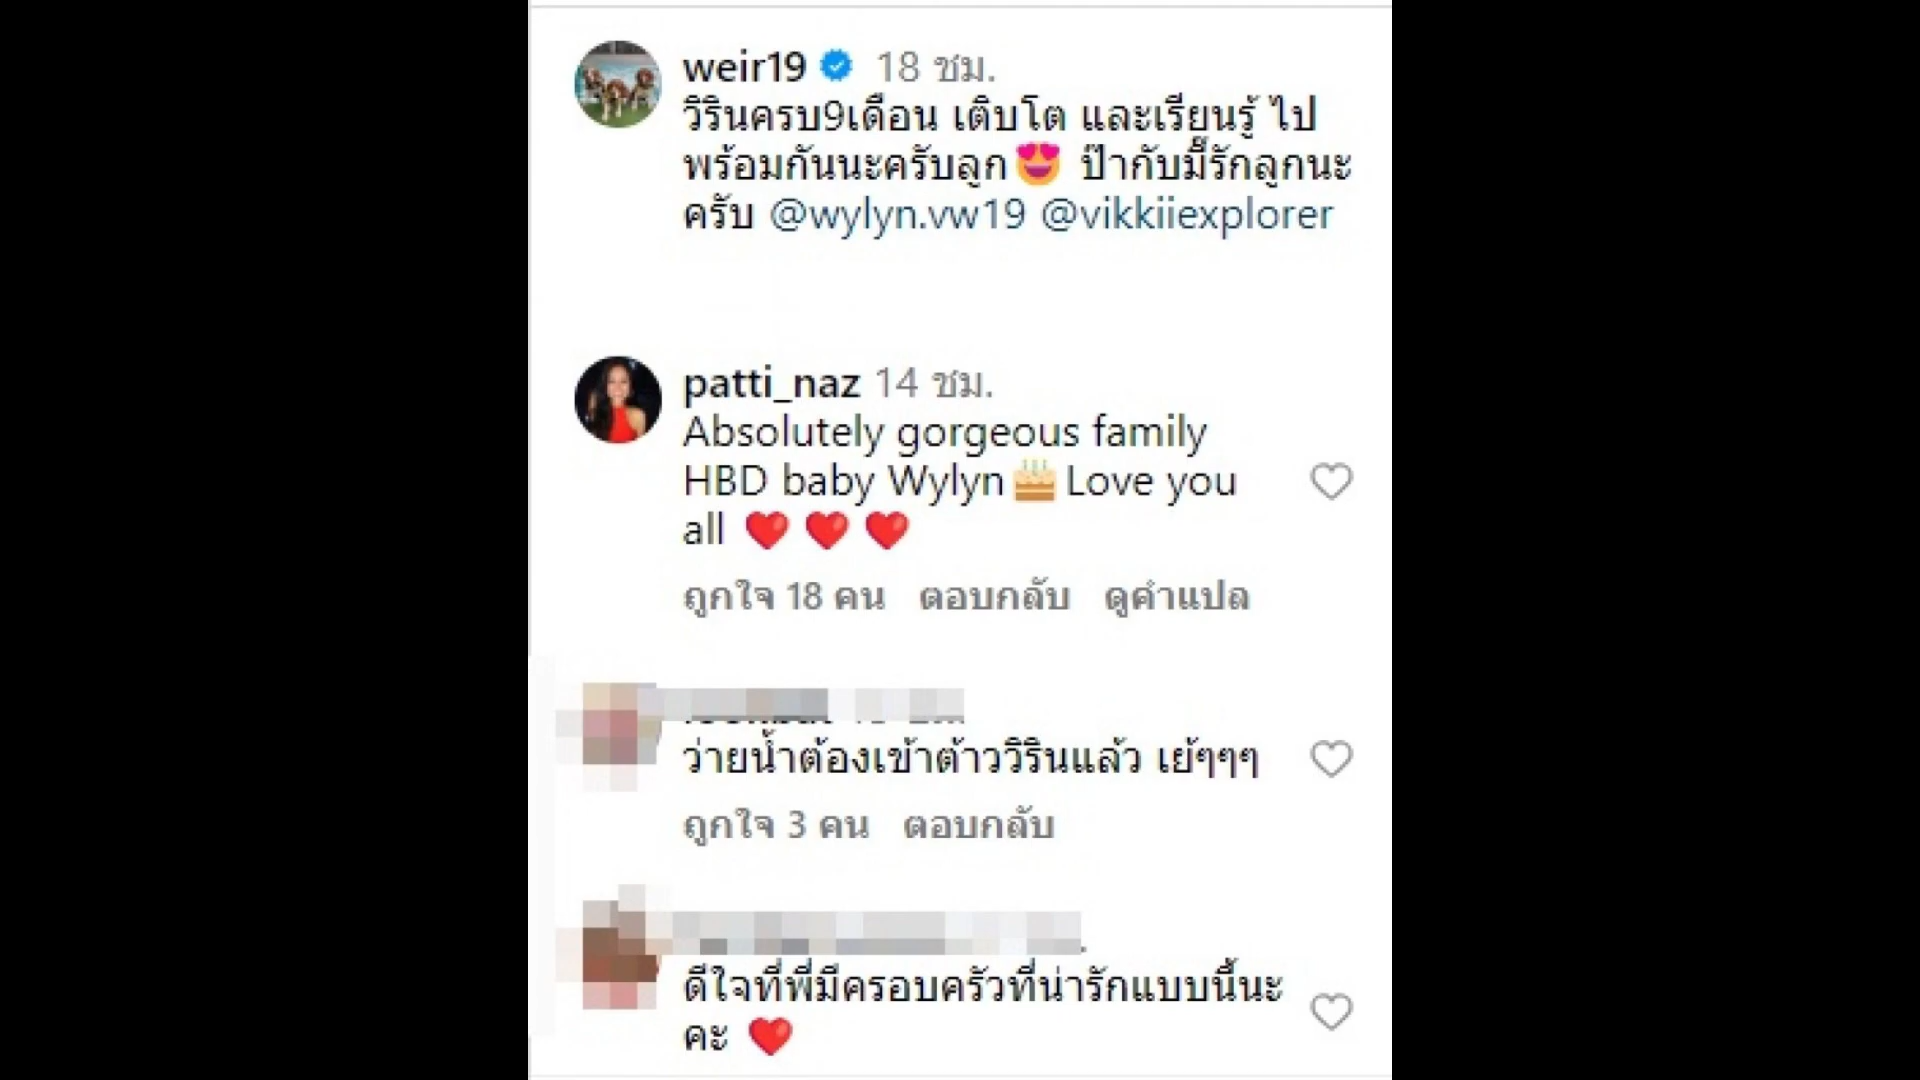 weir19 18 ชม.
วิรินครบ9เดือน เติบโต และเรียนรู้ ไป
พร้อมกันนะครับลูก😍 ป๊ากับมี๊รักลูกนะ
ครับ @wylyn.vw19 @vikkiiexplorer
patti_naz 14 ชม.
Absolutely gorgeous family
HBD baby Wylyn🎂Love you
all ❤️ ❤️ ❤️
ถูกใจ 18 คน ตอบกลับ ดูคำแปล
ว่ายน้ำต้องเข้าต้าววิรินแล้ว เย้ๆๆๆ
ถูกใจ 3 คน ตอบกลับ
ดีใจที่พี่มีครอบครัวที่น่ารักแบบนี้นะ
คะ ❤️